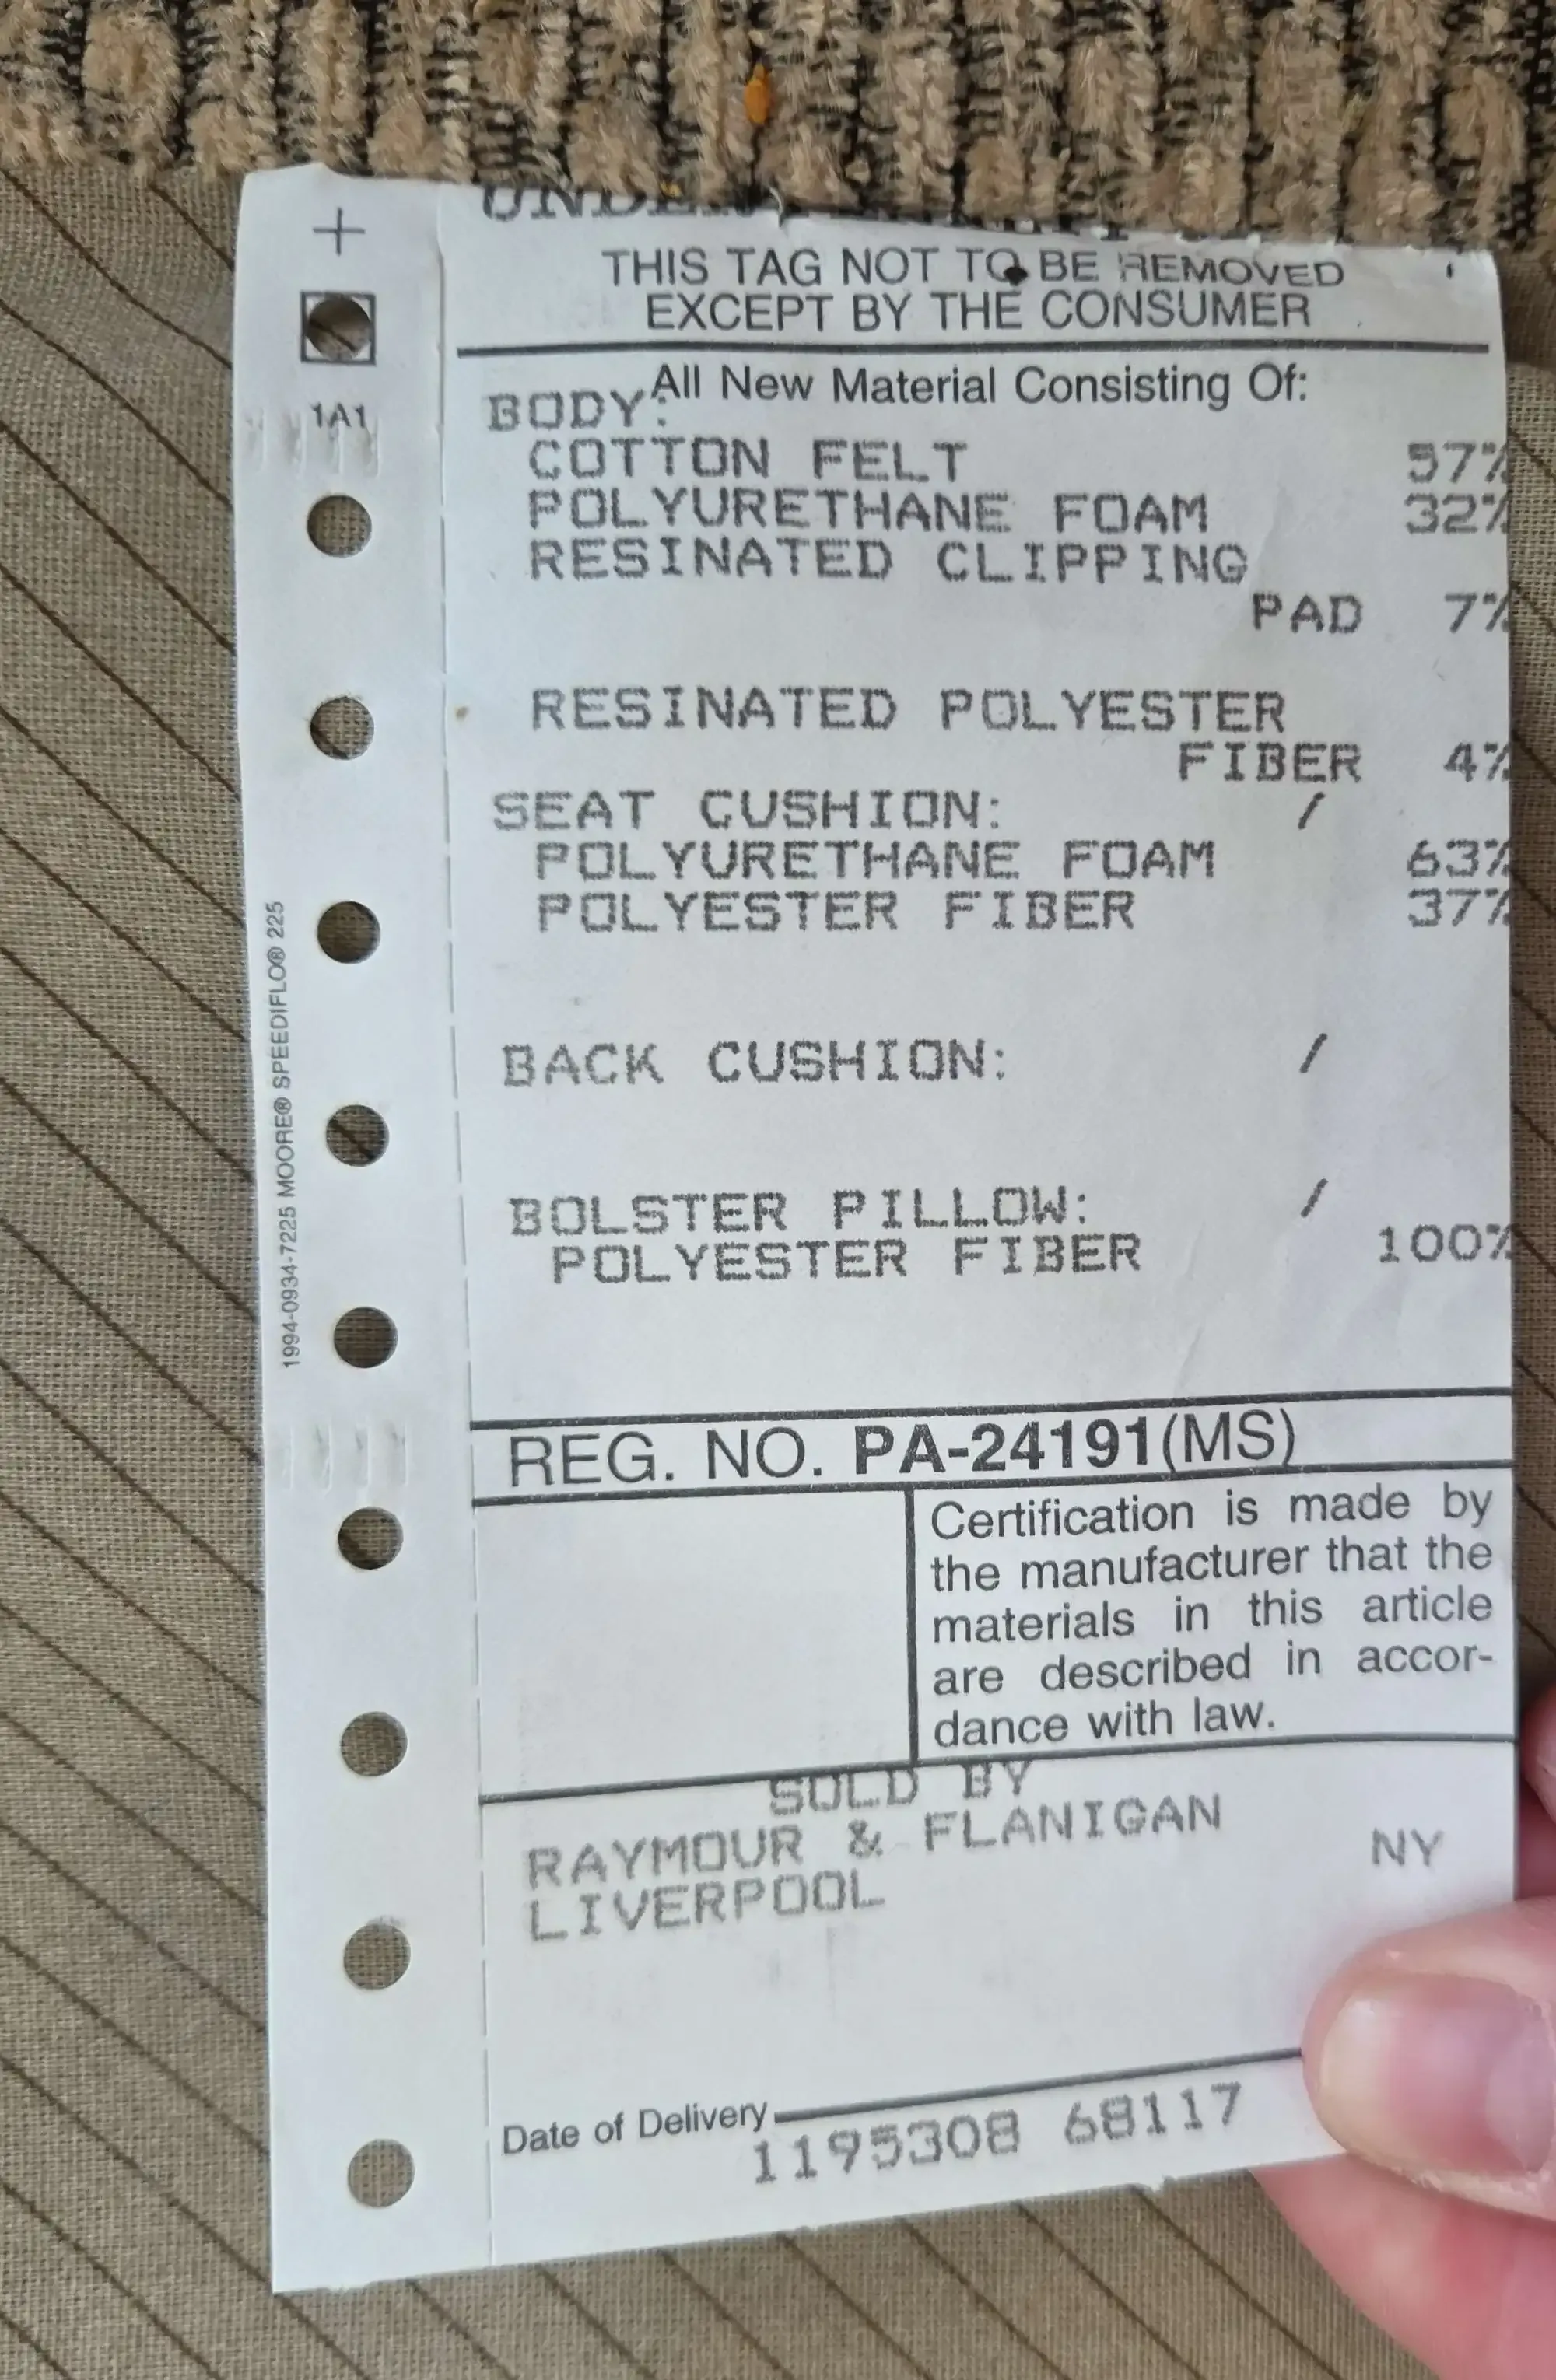 THIS TAG NOT TO BE REMOVED
EXCEPT BY THE CONSUMER
All New Material Consisting Of:
BODY:
COTTON FELT 57%
POLYURETHANE FOAM 32%
RESINATED CLIPPING
PAD 7%
RESINATED POLYESTER
FIBER 4%
SEAT CUSHION: /
POLYURETHANE FOAM 63%
POLYESTER FIBER 37%
BACK CUSHION: /
BOLSTER PILLOW: /
POLYESTER FIBER 100%
REG. NO. PA-24191(MS)
Certification is made by
the manufacturer that the
materials in this article
are described in accor-
dance with law.
SOLD BY
RAYMOUR & FLANIGAN
LIVERPOOL NY
Date of Delivery
1195308 68117
1A1
1994-0934-7225 MOORE® SPEEDIFLO® 225